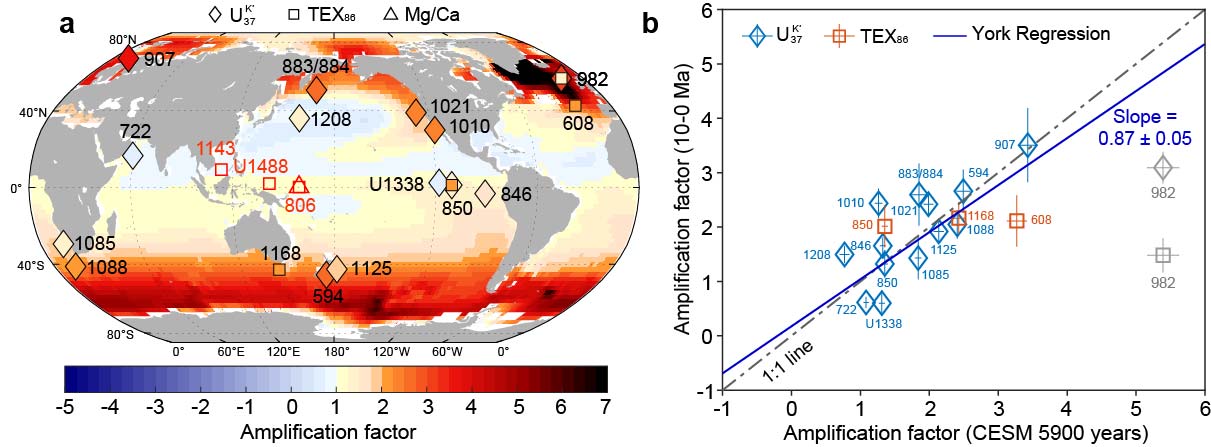 a
U37K' TEX86 Mg/Ca
80°N
40°N
0°
40°S
80°S
907
883/884
982
608
1021
1010
1208
722
1143
U1488
806
U1338
850
846
1085
1088
1168
594
1125
0° 60°E 120°E 180° 120°W 60°W 0°
-5 -4 -3 -2 -1 0 1 2 3 4 5 6 7
Amplification factor
b
U37K' TEX86 York Regression
Amplification factor (10-0 Ma)
6
5
4
3
2
1
0
-1
Slope =
0.87 ± 0.05
907
982
883/884
594
1010
1021
850
1168
608
1088
846
1125
1208
850
1085
982
722
U1338
1:1 line
-1 0 1 2 3 4 5 6
Amplification factor (CESM 5900 years)